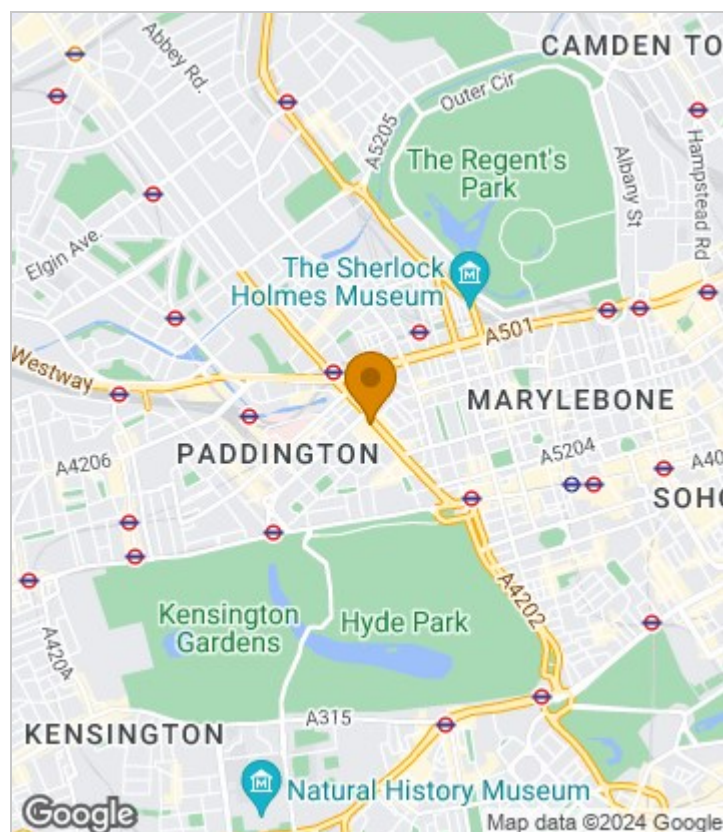 Abbey Rd.
CAMDEN TO
Outer Cir
A5205
The Regent's
Park
Albany St
Hampstead Rd
Elgin Ave.
The Sherlock
Holmes Museum
A501
Westway
MARYLEBONE
PADDINGTON
A4206
A5204
A40
SOHO
Kensington
Gardens
Hyde Park
A4202
A420A
A315
KENSINGTON
Natural History Museum
Google
Map data ©2024 Google